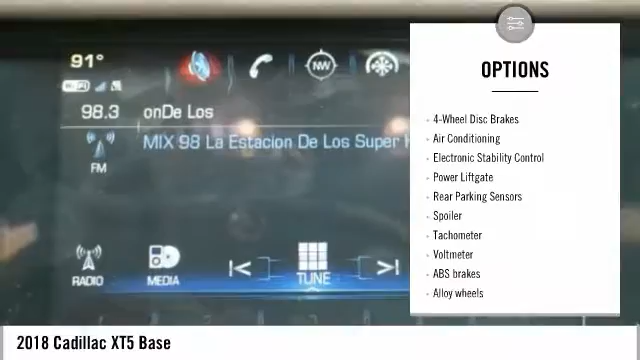 91°
NW
WiFi
98.3 onDe Los
MIX 98 La Estacion De Los Super
FM
RADIO
MEDIA
TUNE
OPTIONS
4-Wheel Disc Brakes
Air Conditioning
Electronic Stability Control
Power Liftgate
Rear Parking Sensors
Spoiler
Tachometer
Voltmeter
ABS brakes
Alloy wheels
2018 Cadillac XT5 Base